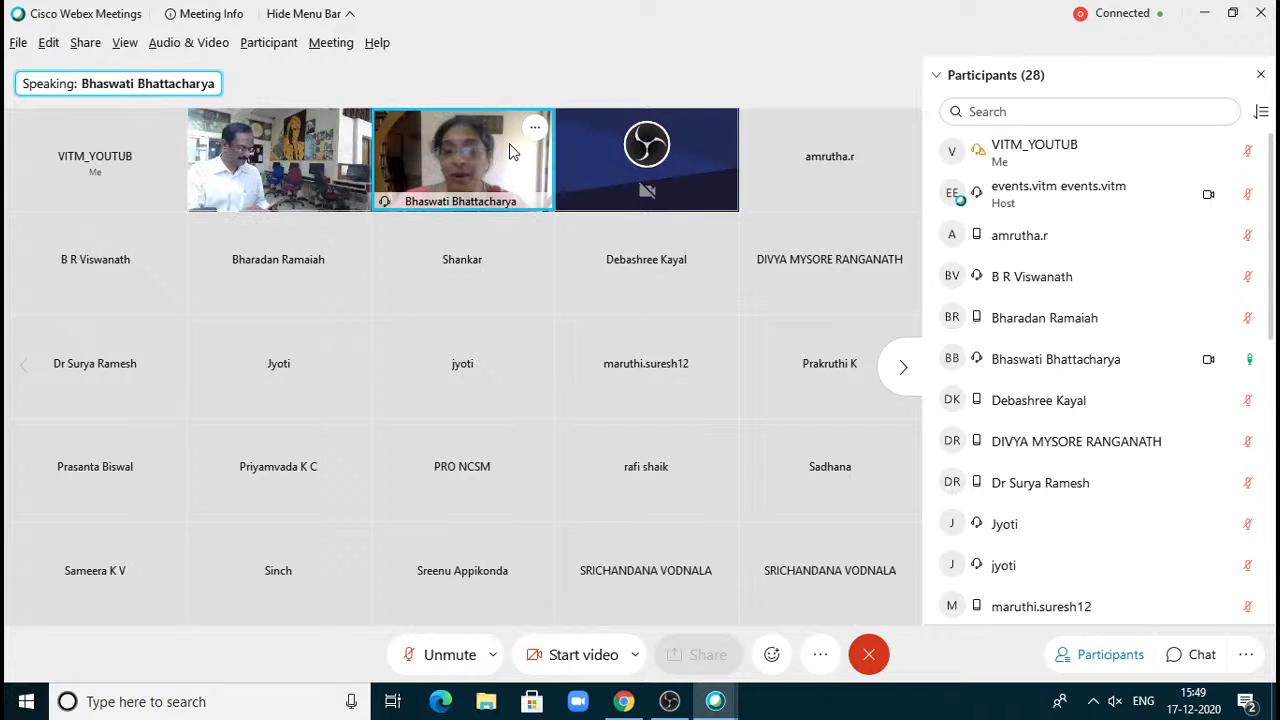 Cisco Webex Meetings Meeting Info Hide Menu Bar Connected
File Edit Share View Audio & Video Participant Meeting Help
Speaking: Bhaswati Bhattacharya
VITM_YOUTUB
Me
Bhaswati Bhattacharya
amrutha.r
B R Viswanath
Bharadan Ramaiah
Shankar
Debashree Kayal
DIVYA MYSORE RANGANATH
Dr Surya Ramesh
Jyoti
jyoti
maruthi.suresh12
Prakruthi K
Prasanta Biswal
Priyamvada K C
PRO NCSM
rafi shaik
Sadhana
Sameera K V
Sinch
Sreenu Appikonda
SRICHANDANA VODNALA
SRICHANDANA VODNALA
Participants (28)
Search
V VITM_YOUTUB
Me
EE events.vitm events.vitm
Host
A amrutha.r
BV B R Viswanath
BR Bharadan Ramaiah
BB Bhaswati Bhattacharya
DK Debashree Kayal
DR DIVYA MYSORE RANGANATH
DR Dr Surya Ramesh
J Jyoti
J jyoti
M maruthi.suresh12
Unmute Start video Share Participants Chat
Type here to search
ENG
15:49
17-12-2020
2